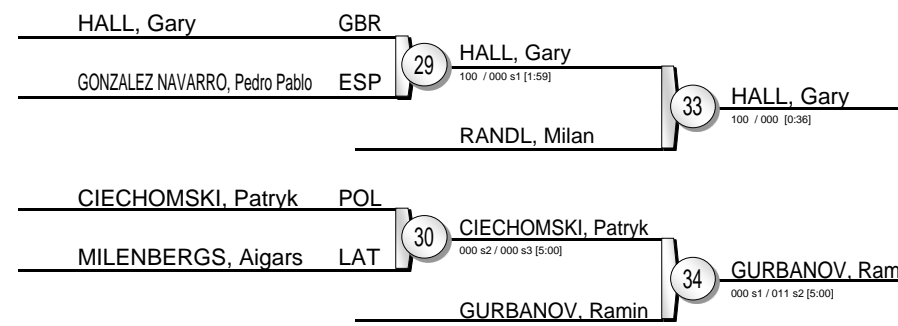 HALL, Gary GBR
GONZALEZ NAVARRO, Pedro Pablo ESP
29
HALL, Gary
100 / 000 s1 [1:59]
RANDL, Milan
33
HALL, Gary
100 / 000 [0:36]
CIECHOMSKI, Patryk POL
MILENBERGS, Aigars LAT
30
CIECHOMSKI, Patryk
000 s2 / 000 s3 [5:00]
GURBANOV, Ramin
34
GURBANOV, Ram
000 s1 / 011 s2 [5:00]